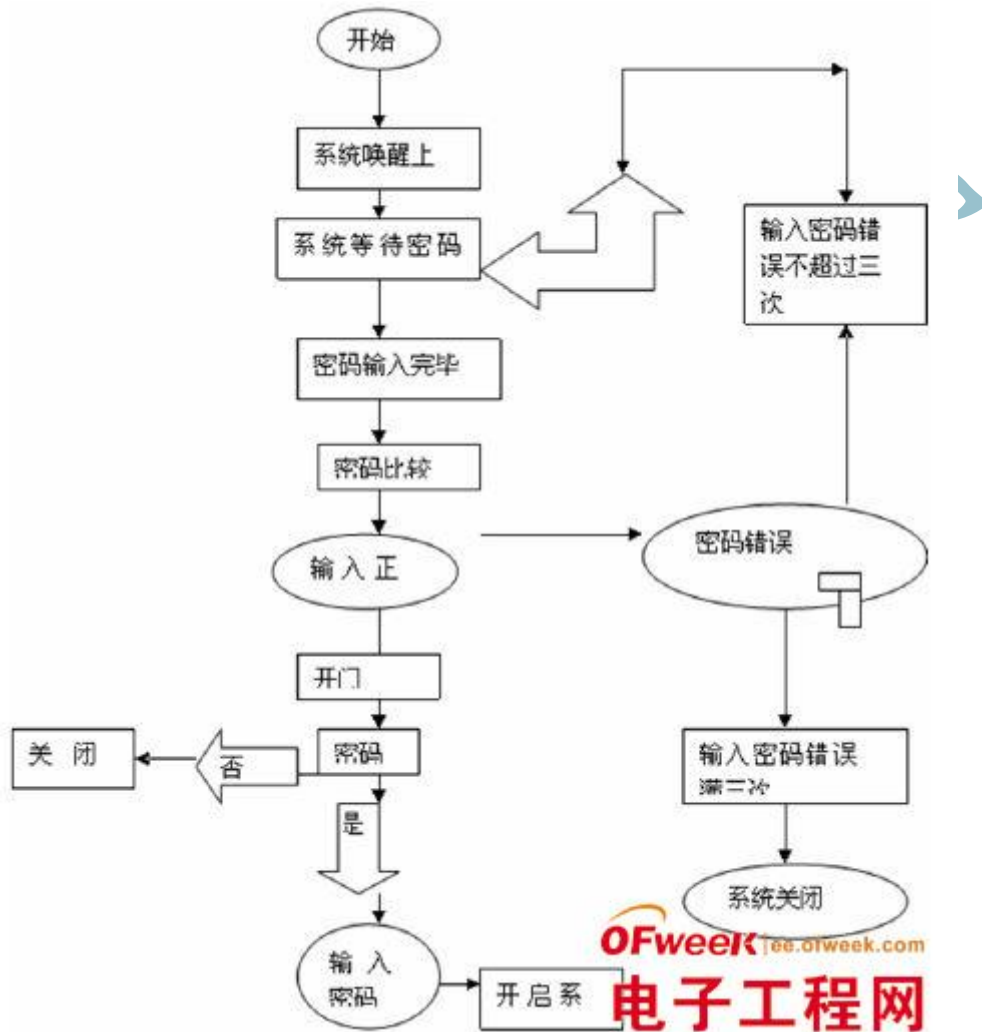 开始
系统唤醒上
系统等待密码
输入密码错
误不超过三
次
密码输入完毕
密码比较
输入正
密码错误
开门
关 闭
否
密码
输入密码错误
满三次
是
系统关闭
输 入
密码
开启系
OFweek ee.ofweek.com
电子工程网